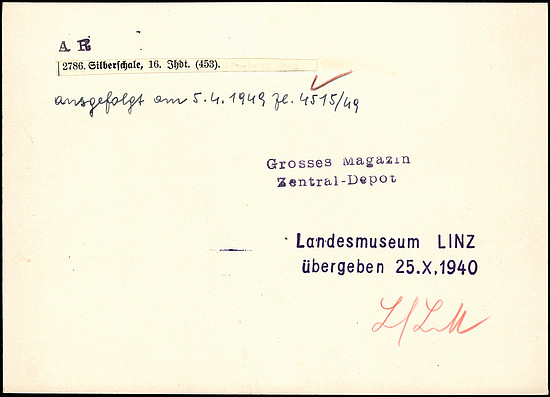 A R
2786. Silberschale, 16. Jhdt. (453).
ausgefolgt am 5.4.1949 Zl. 4515/49
Grosses Magazin
Zentral-Depot
Landesmuseum LINZ
übergeben 25.X.1940
L/LM